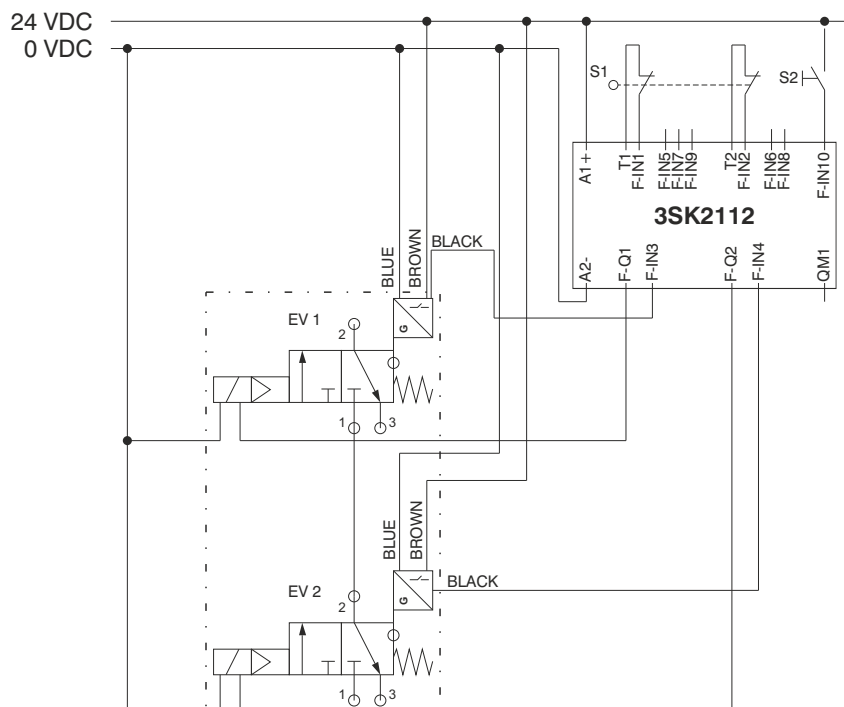 24 VDC
0 VDC
S1
S2
A1+
T1
F-IN1
F-IN5
F-IN7
F-IN9
T2
F-IN2
F-IN6
F-IN8
F-IN10
3SK2112
A2-
F-Q1
F-IN3
F-Q2
F-IN4
QM1
BLUE
BROWN
BLACK
EV 1
2
G
1
3
BLUE
BROWN
BLACK
EV 2
2
G
1
3